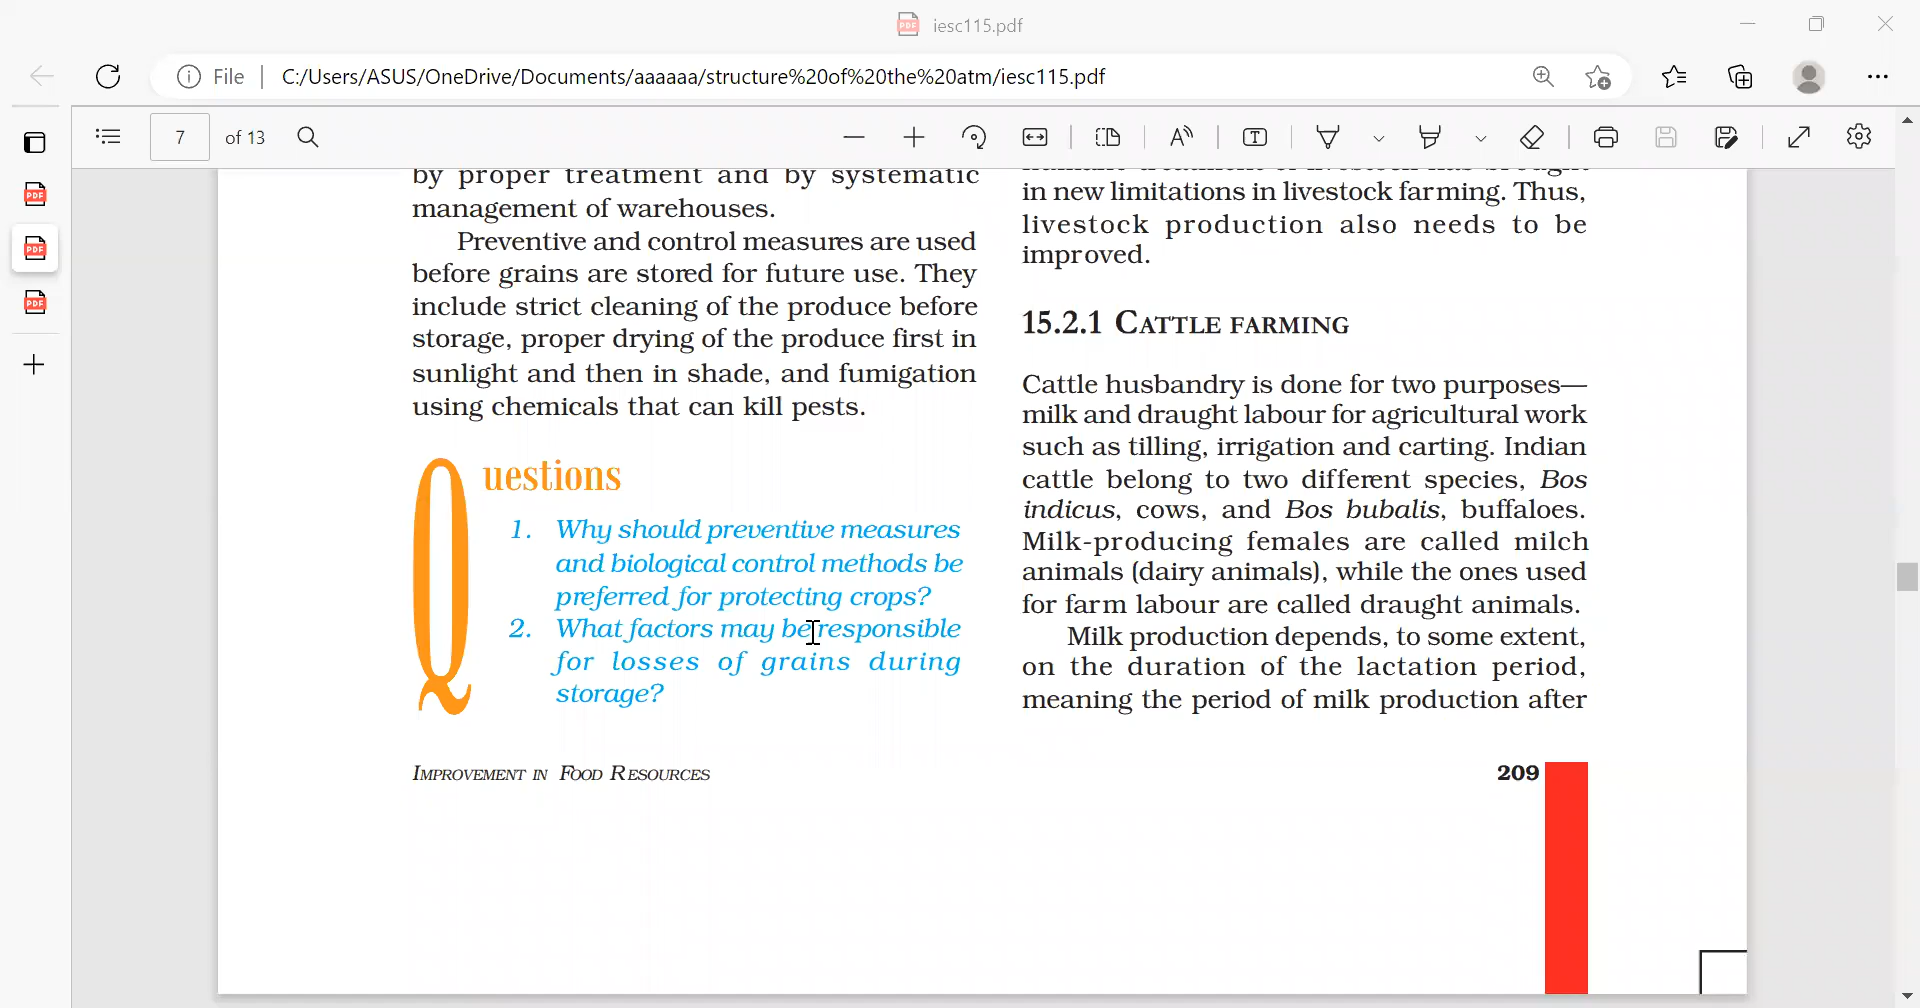 iesc115.pdf
File
C:/Users/ASUS/OneDrive/Documents/aaaaaa/structure%20of%20the%20atm/iesc115.pdf
7 of 13
by proper treatment and by systematic
management of warehouses.
Preventive and control measures are used
before grains are stored for future use. They
include strict cleaning of the produce before
storage, proper drying of the produce first in
sunlight and then in shade, and fumigation
using chemicals that can kill pests.
Questions
1. Why should preventive measures
and biological control methods be
preferred for protecting crops?
2. What factors may be responsible
for losses of grains during
storage?
in new limitations in livestock farming. Thus,
livestock production also needs to be
improved.
15.2.1 CATTLE FARMING
Cattle husbandry is done for two purposes—
milk and draught labour for agricultural work
such as tilling, irrigation and carting. Indian
cattle belong to two different species, Bos
indicus, cows, and Bos bubalis, buffaloes.
Milk-producing females are called milch
animals (dairy animals), while the ones used
for farm labour are called draught animals.
Milk production depends, to some extent,
on the duration of the lactation period,
meaning the period of milk production after
IMPROVEMENT IN FOOD RESOURCES
209